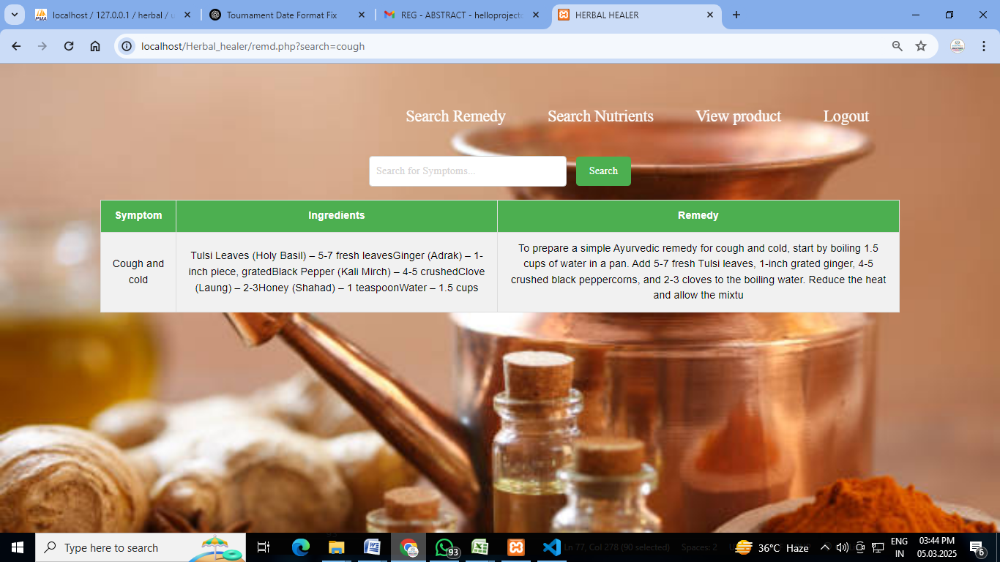 localhost / 127.0.0.1 / herbal / u
Tournament Date Format Fix
REG - ABSTRACT - helloprojecto
HERBAL HEALER
localhost/Herbal_healer/remd.php?search=cough
Search Remedy
Search Nutrients
View product
Logout
Search for Symptoms...
Search
Symptom
Ingredients
Remedy
Cough and
cold
Tulsi Leaves (Holy Basil) – 5-7 fresh leavesGinger (Adrak) – 1-
inch piece, gratedBlack Pepper (Kali Mirch) – 4-5 crushedClove
(Laung) – 2-3Honey (Shahad) – 1 teaspoonWater – 1.5 cups
To prepare a simple Ayurvedic remedy for cough and cold, start by boiling 1.5
cups of water in a pan. Add 5-7 fresh Tulsi leaves, 1-inch grated ginger, 4-5
crushed black peppercorns, and 2-3 cloves to the boiling water. Reduce the heat
and allow the mixtu
Type here to search
93
Ln 77, Col 278 (90 selected)
Spaces: 2
36°C Haze
ENG
IN
03:44 PM
05.03.2025
6